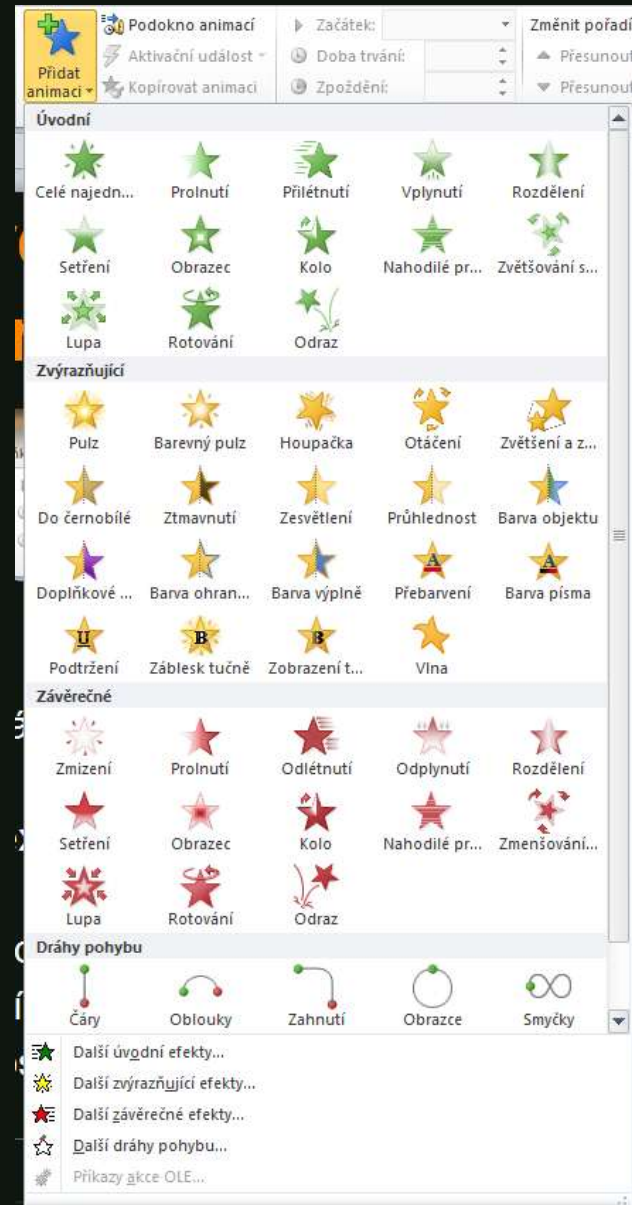 Přidat animaci
Podokno animací
Aktivační událost
Kopírovat animaci
Začátek:
Doba trvání:
Zpoždění:
Změnit pořadí
Přesunout
Přesunout
Úvodní
Celé najedn... Prolnutí Přilétnutí Vplynutí Rozdělení
Setření Obrazec Kolo Nahodilé pr... Zvětšování s...
Lupa Rotování Odraz
Zvýrazňující
Pulz Barevný pulz Houpačka Otáčení Zvětšení a z...
Do černobílé Ztmavnutí Zesvětlení Průhlednost Barva objektu
Doplňkové ... Barva ohran... Barva výplně Přebarvení Barva písma
Podtržení Záblesk tučně Zobrazení t... Vlna
Závěrečné
Zmizení Prolnutí Odlétnutí Odplynutí Rozdělení
Setření Obrazec Kolo Nahodilé pr... Zmenšování...
Lupa Rotování Odraz
Dráhy pohybu
Čáry Oblouky Zahnutí Obrazce Smyčky
Další úvodní efekty...
Další zvýrazňující efekty...
Další závěrečné efekty...
Další dráhy pohybu...
Příkazy akce OLE...